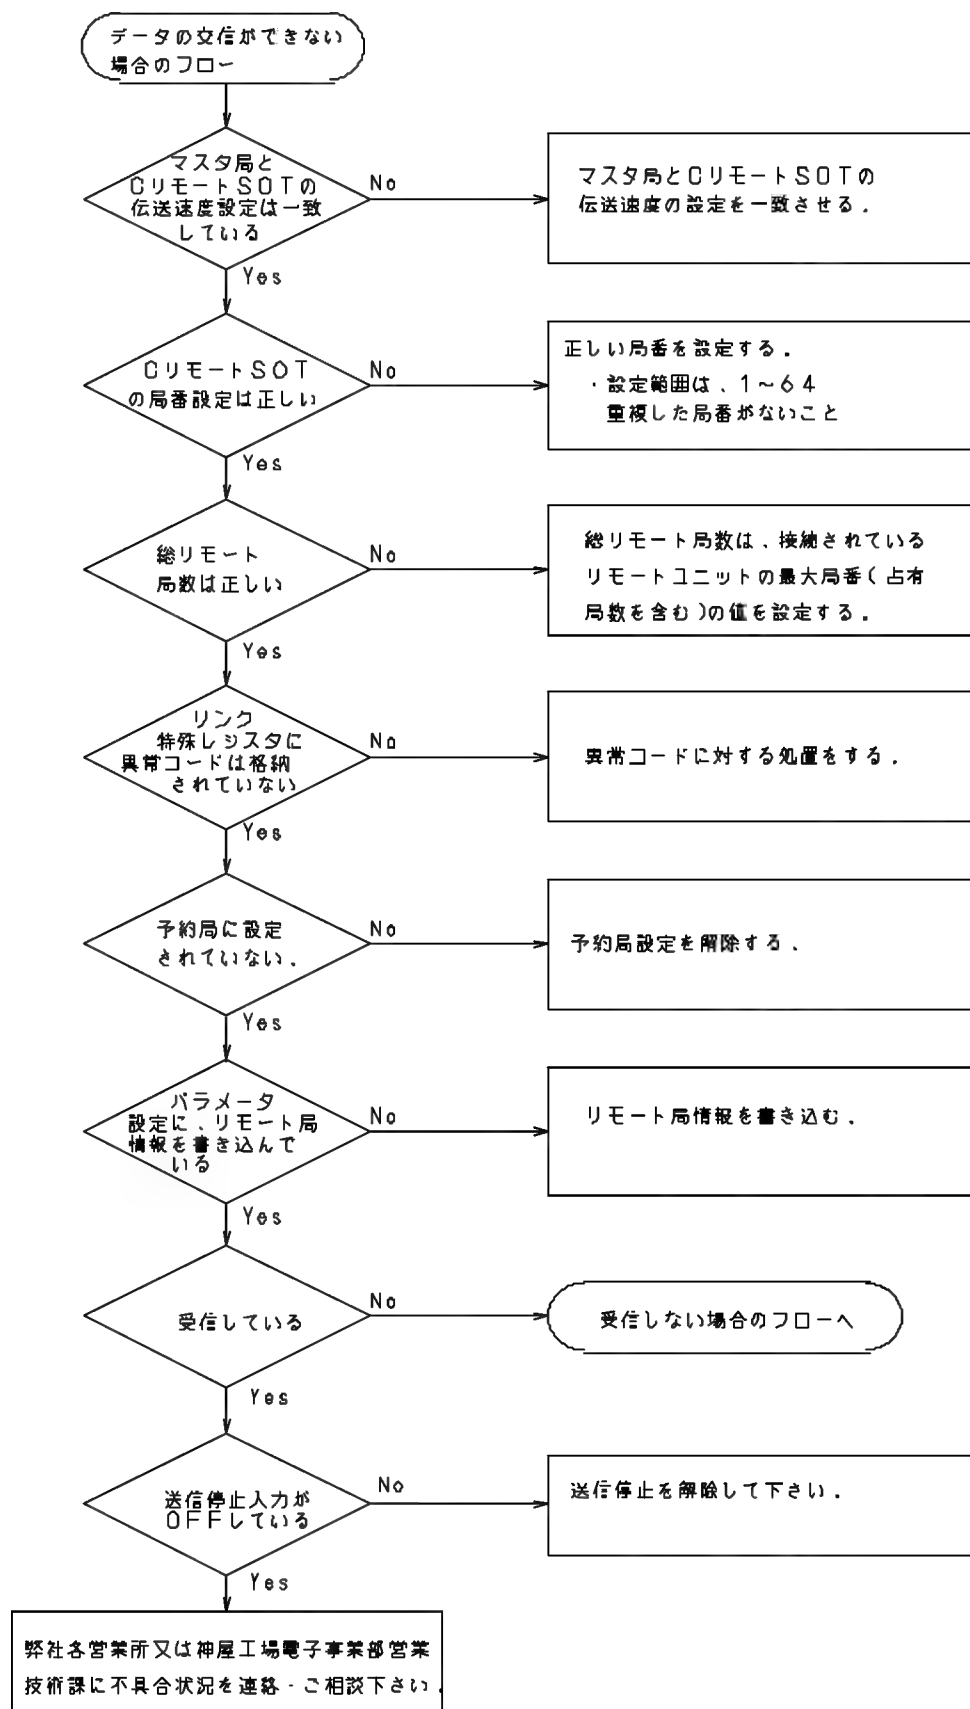 データの交信ができない
場合のフロー
マスタ局と
CリモートSOTの
伝送速度設定は一致
している
No
マスタ局とCリモートSOTの
伝送速度の設定を一致させる.
Yes
CリモートSOT
の局番設定は正しい
No
正しい局番を設定する.
・設定範囲は、1～64
重複した局番がないこと
Yes
総リモート
局数は正しい
No
総リモート局数は、接続されている
リモートユニットの最大局番(占有
局数を含む)の値を設定する.
Yes
リンク
特殊レジスタに
異常コードは格納
されていない
No
異常コードに対する処置をする.
Yes
予約局に設定
されていない.
No
予約局設定を解除する.
Yes
パラメータ
設定に、リモート局
情報を書き込んで
いる
No
リモート局情報を書き込む.
Yes
受信している
No
受信しない場合のフローへ
Yes
送信停止入力が
OFFしている
No
送信停止を解除して下さい.
Yes
弊社各営業所又は神屋工場電子事業部営業
技術課に不具合状況を連絡・ご相談下さい.